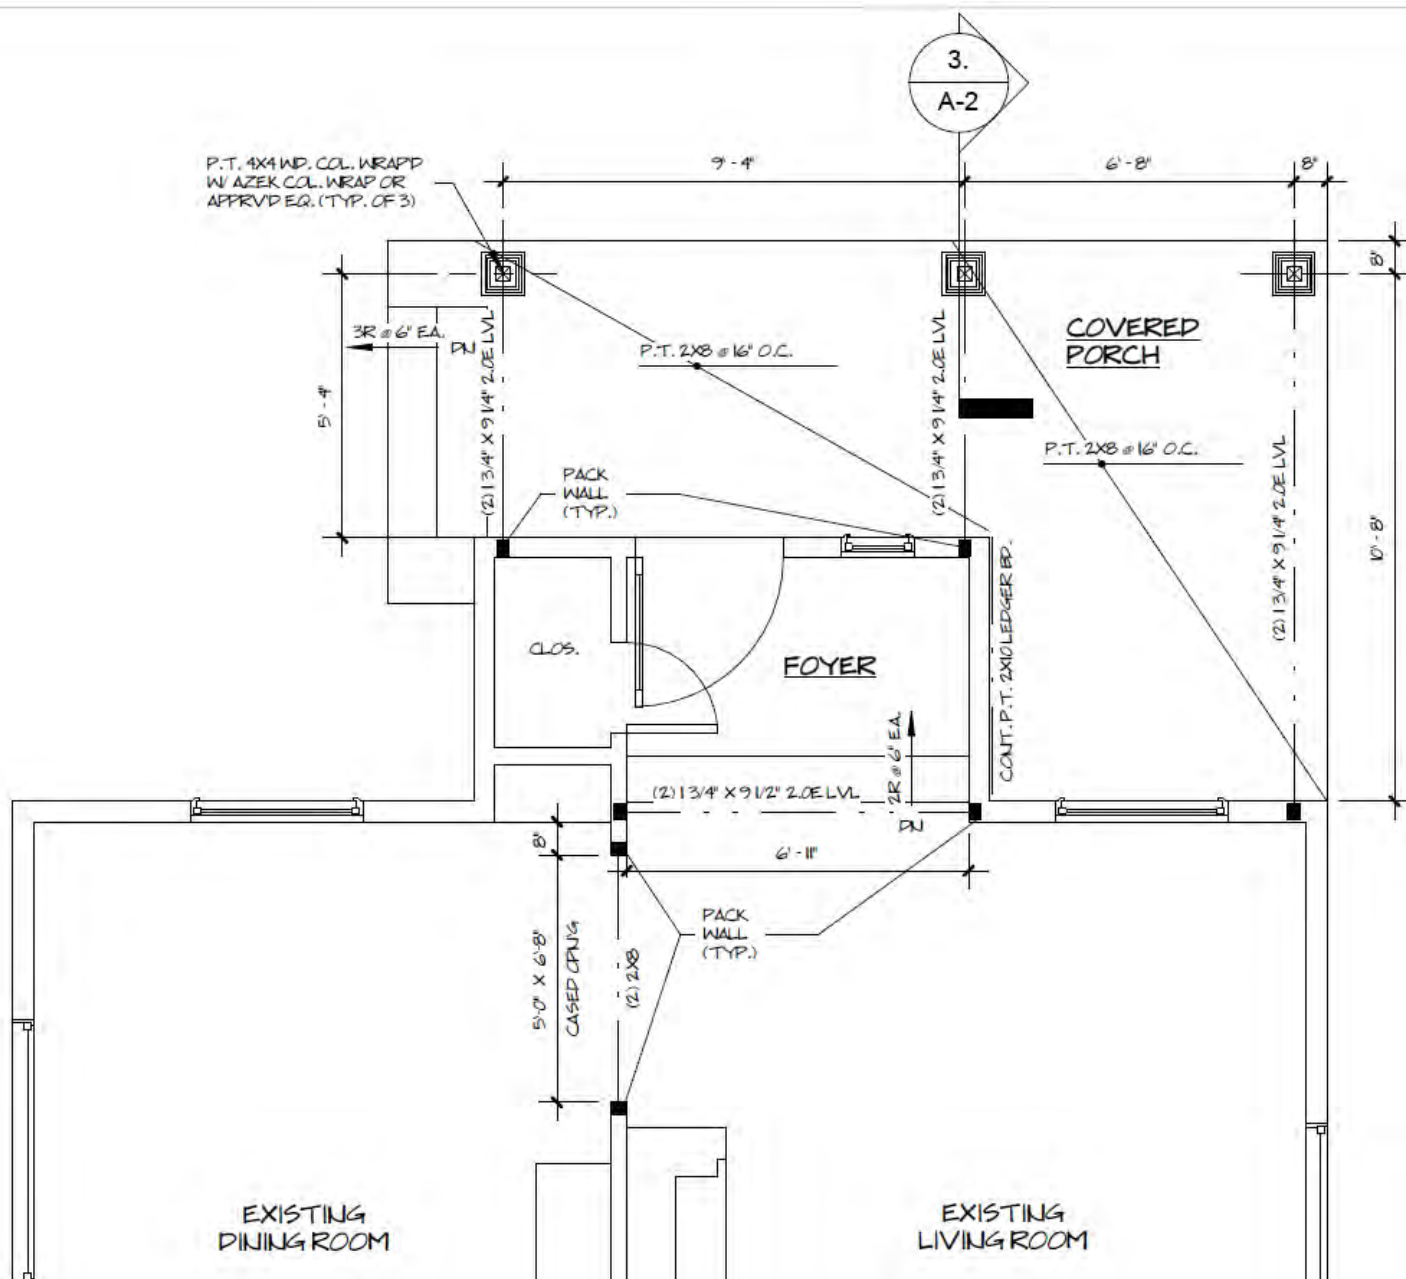 3.
A-2
9'-4"
6'-8"
8"
P.T. 4X4 WD. COL. WRAP'D
W/ AZEK COL. WRAP OR
APPRV'D EQ. (TYP. OF 3)
8"
COVERED
PORCH
3R @ 6" EA.
DN
P.T. 2X8 @ 16" O.C.
5'-4"
(2) 1 3/4" X 9 1/4" 2.0E LVL
(2) 1 3/4" X 9 1/4" 2.0E LVL
P.T. 2X8 @ 16" O.C.
(2) 1 3/4" X 9 1/4" 2.0E LVL
10'-8"
PACK
WALL
(TYP.)
CLOS.
FOYER
CONT. P.T. 2X10 LEDGER BD.
2R @ 6" EA.
(2) 1 3/4" X 9 1/2" 2.0E LVL
DN
8"
6'-11"
PACK
WALL
(TYP.)
5'-0" X 6'-8"
CASED OPN'G
(2) 2X8
EXISTING
DINING ROOM
EXISTING
LIVING ROOM